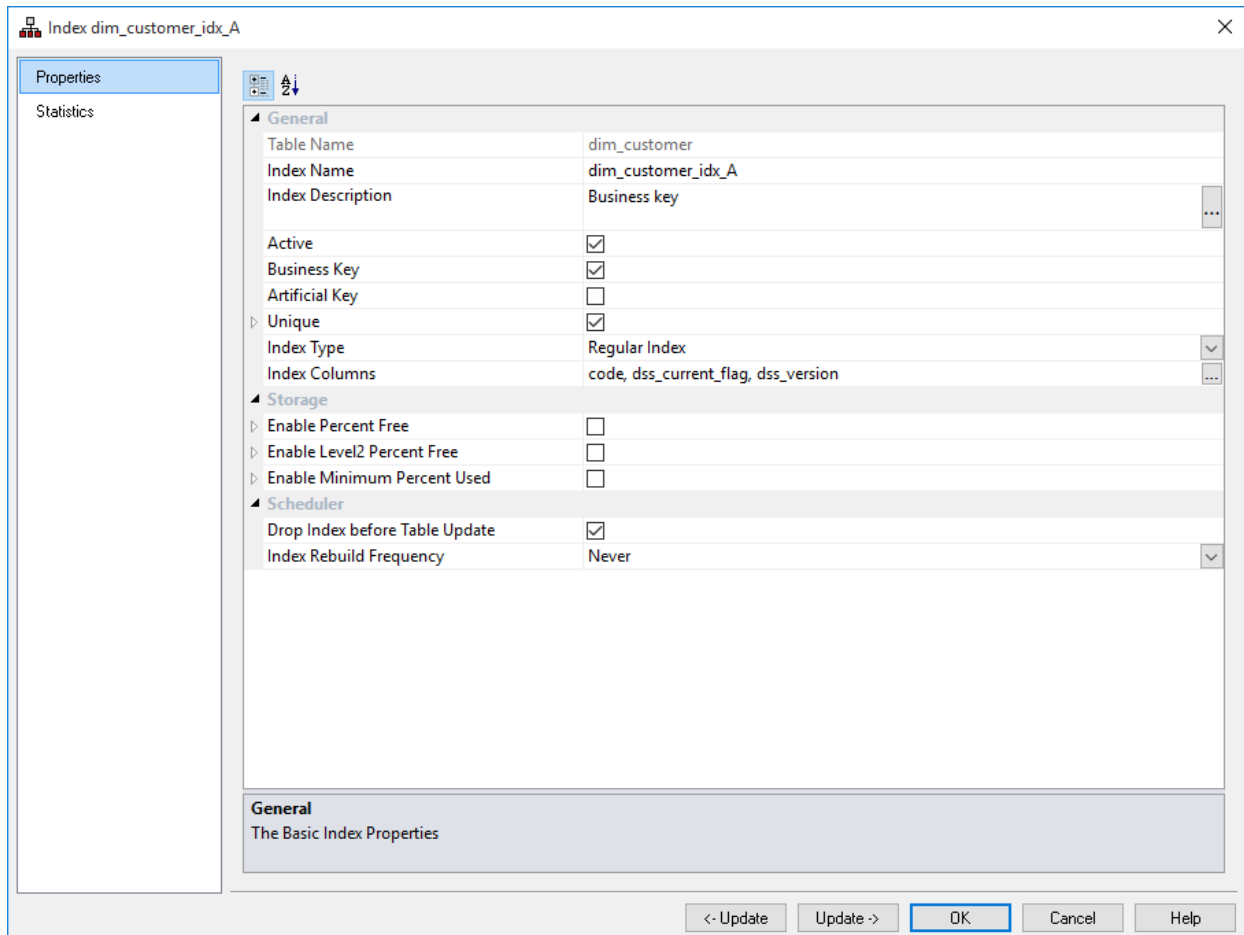 Index dim_customer_idx_A
Properties
Statistics
General
Table Name dim_customer
Index Name dim_customer_idx_A
Index Description Business key
...
Active
Business Key
Artificial Key
Unique
Index Type Regular Index
Index Columns code, dss_current_flag, dss_version ...
Storage
Enable Percent Free
Enable Level2 Percent Free
Enable Minimum Percent Used
Scheduler
Drop Index before Table Update
Index Rebuild Frequency Never
General
The Basic Index Properties
<- Update Update -> OK Cancel Help